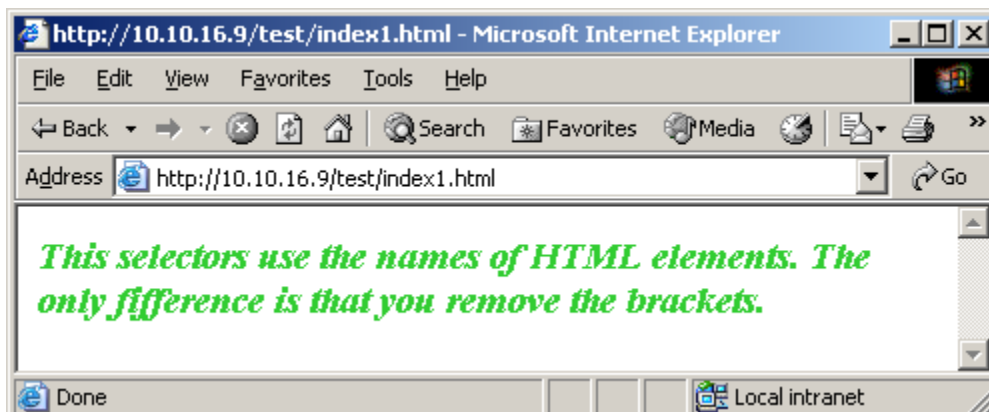 http://10.10.16.9/test/index1.html - Microsoft Internet Explorer
File Edit View Favorites Tools Help
Back Search Favorites Media »
Address http://10.10.16.9/test/index1.html Go
This selectors use the names of HTML elements. The
only fifference is that you remove the brackets.
Done Local intranet